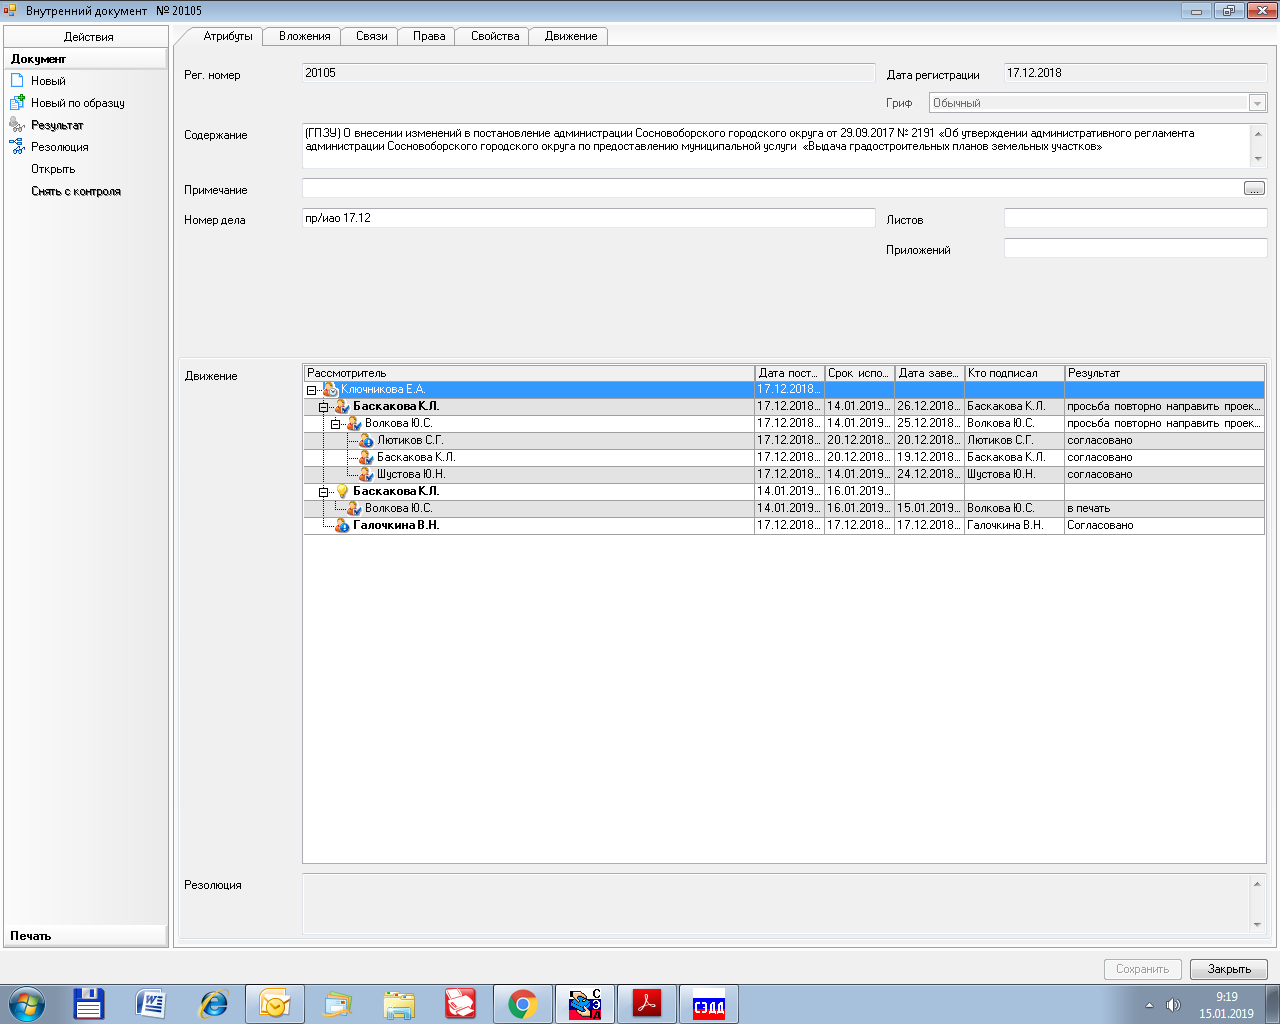 Внутренний документ № 20105
Действия
Документ
Новый
Новый по образцу
Результат
Резолюция
Открыть
Снять с контроля
Печать
Атрибуты Вложения Связи Права Свойства Движение
Рег. номер 20105 Дата регистрации 17.12.2018
Гриф Обычный
Содержание
(ГПЗУ) О внесении изменений в постановление администрации Сосновоборского городского округа от 29.09.2017 № 2191 «Об утверждении административного регламента
администрации Сосновоборского городского округа по предоставлению муниципальной услуги «Выдача градостроительных планов земельных участков»
Примечание ...
Номер дела пр/иао 17.12 Листов
Приложений
Движение
Рассмотритель Дата пост... Срок испо... Дата заве... Кто подписал Результат
Ключникова Е.А. 17.12.2018...
Баскакова К.Л. 17.12.2018... 14.01.2019... 26.12.2018... Баскакова К.Л. просьба повторно направить проек...
Волкова Ю.С. 17.12.2018... 14.01.2019... 25.12.2018... Волкова Ю.С. просьба повторно направить проек...
Лютиков С.Г. 17.12.2018... 20.12.2018... 20.12.2018... Лютиков С.Г. согласовано
Баскакова К.Л. 17.12.2018... 20.12.2018... 19.12.2018... Баскакова К.Л. согласовано
Шустова Ю.Н. 17.12.2018... 14.01.2019... 24.12.2018... Шустова Ю.Н. согласовано
Баскакова К.Л. 14.01.2019... 16.01.2019...
Волкова Ю.С. 14.01.2019... 16.01.2019... 15.01.2019... Волкова Ю.С. в печать
Галочкина В.Н. 17.12.2018... 17.12.2018... 17.12.2018... Галочкина В.Н. Согласовано
Резолюция
Сохранить Закрыть
СЭД
СЭДД
9:19
15.01.2019